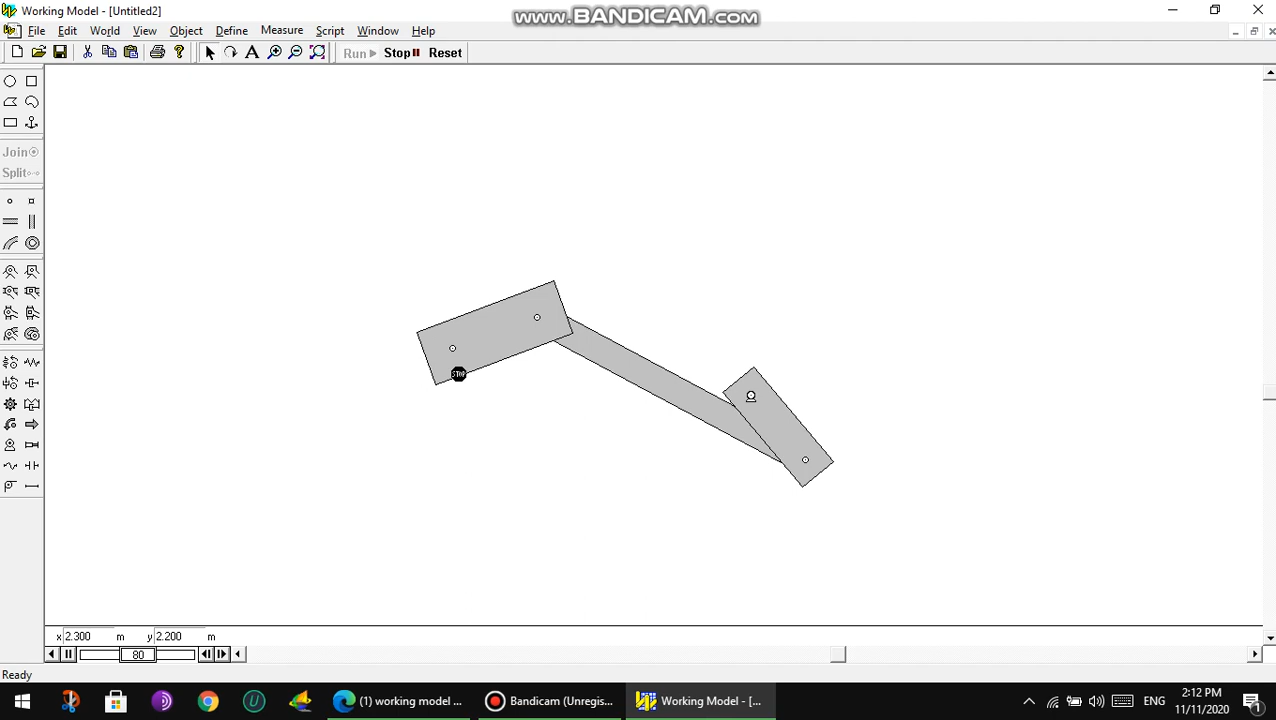 Working Model - [Untitled2]
www.BANDICAM.com
File Edit World View Object Define Measure Script Window Help
Run Stop Reset
Join
Split
STOP
x 2.300 m y 2.200 m
80
Ready
(1) working model ...
Bandicam (Unregis...
Working Model - [...
ENG
2:12 PM
11/11/2020
1